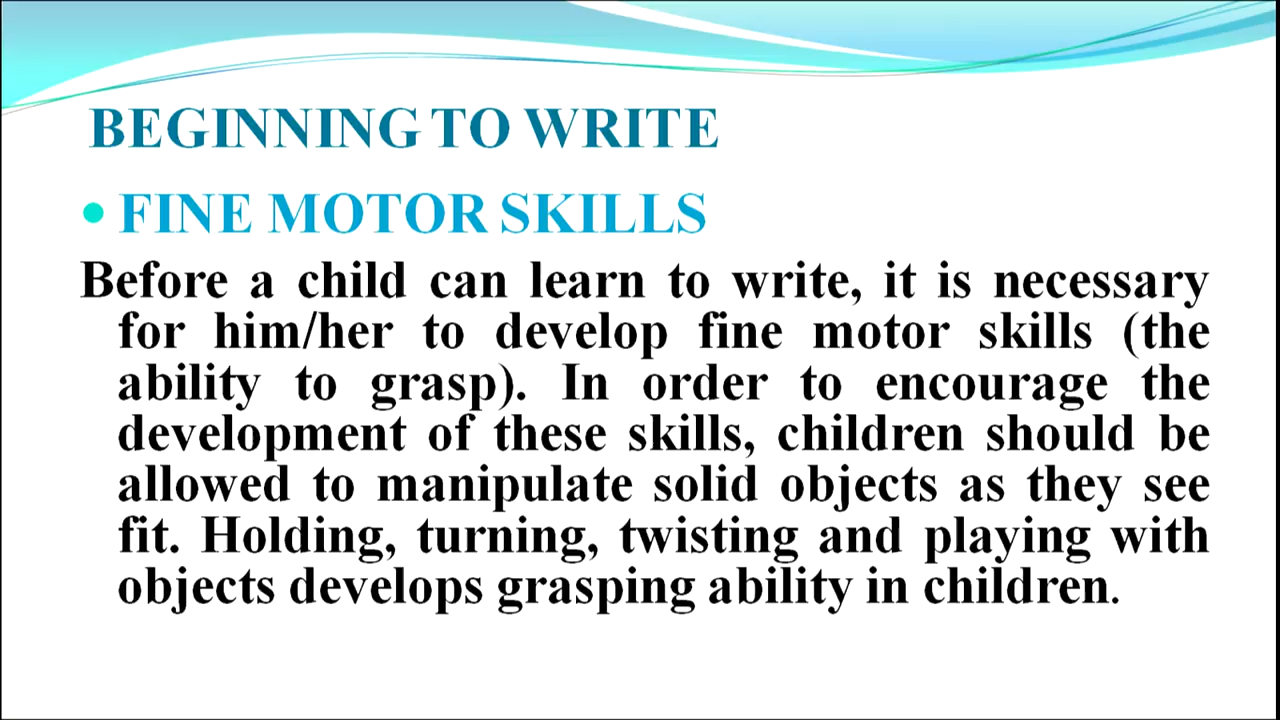 BEGINNING TO WRITE
• FINE MOTOR SKILLS
Before a child can learn to write, it is necessary
for him/her to develop fine motor skills (the
ability to grasp). In order to encourage the
development of these skills, children should be
allowed to manipulate solid objects as they see
fit. Holding, turning, twisting and playing with
objects develops grasping ability in children.